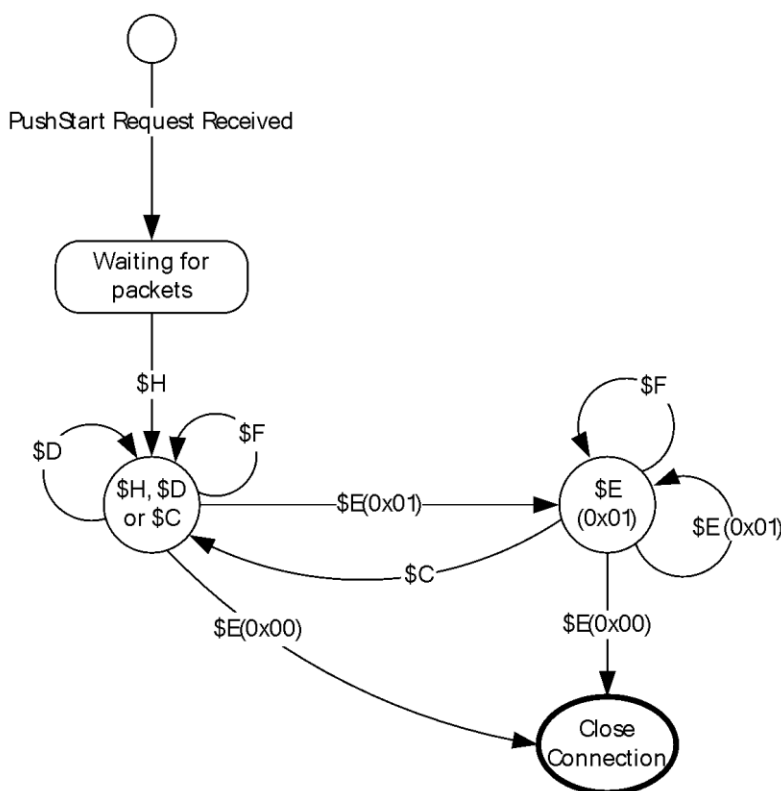 PushStart Request Received
Waiting for
packets
$H
$F
$D
$F
$H, $D
or $C
$E(0x01)
$E
(0x01)
$E(0x01)
$C
$E(0x00)
$E(0x00)
Close
Connection